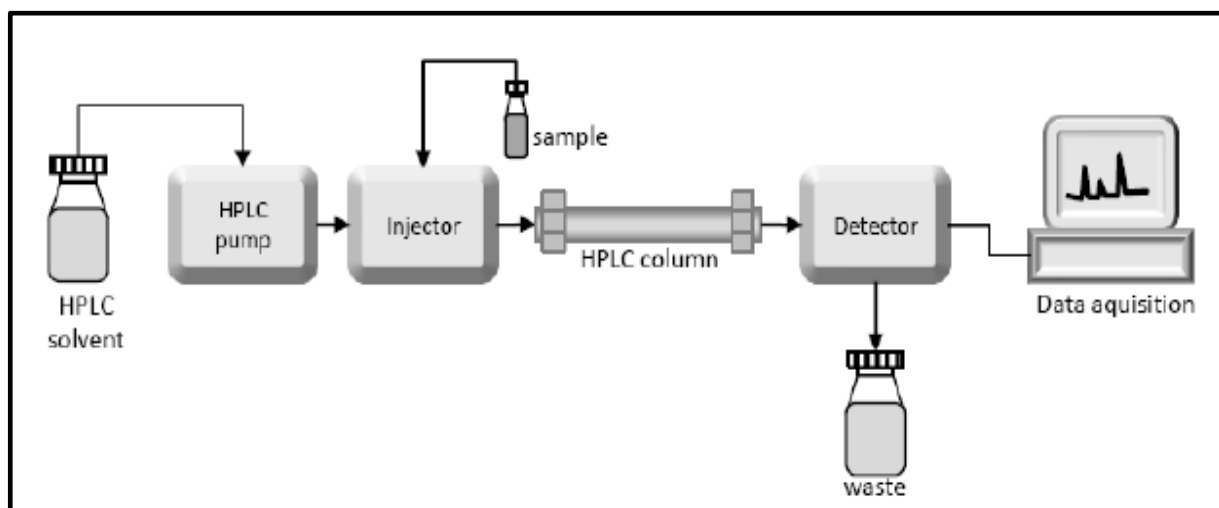 HPLC
solvent
HPLC
pump
Injector
sample
HPLC column
Detector
waste
Data aquisition